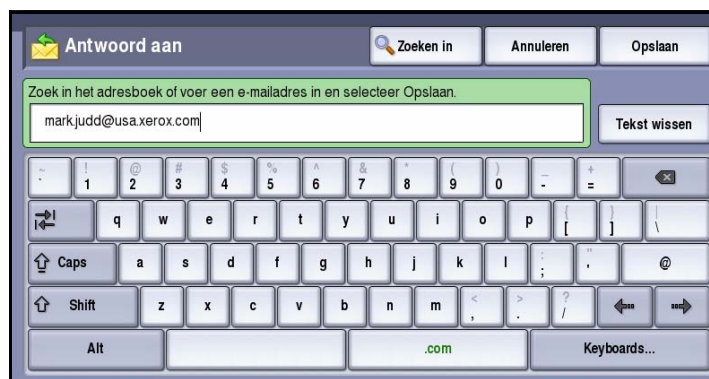 Antwoord aan Zoeken in Annuleren Opslaan
Zoek in het adresboek of voer een e-mailadres in en selecteer Opslaan.
mark.judd@usa.xerox.com Tekst wissen
~ ! @ # $ % ^ & * ( ) _ +
` 1 2 3 4 5 6 7 8 9 0 - =
q w e r t y u i o p { [ } ] | \
Caps a s d f g h j k l : ; " ' @
Shift z x c v b n m < , > . ? /
Alt .com Keyboards...